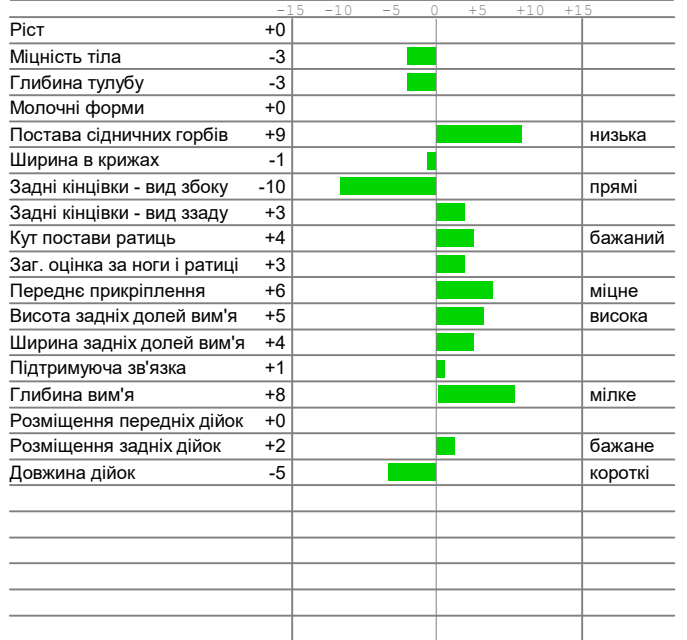 -15 -10 -5 0 +5 +10 +15
Ріст +0
Міцність тіла -3
Глибина тулубу -3
Молочні форми +0
Постава сідничних горбів +9 низька
Ширина в крижах -1
Задні кінцівки - вид збоку -10 прямі
Задні кінцівки - вид ззаду +3
Кут постави ратиць +4 бажаний
Заг. оцінка за ноги і ратиці +3
Переднє прикріплення +6 міцне
Висота задніх долей вим'я +5 висока
Ширина задніх долей вим'я +4
Підтримуюча зв'язка +1
Глибина вим'я +8 мілке
Розміщення передніх дійок +0
Розміщення задніх дійок +2 бажане
Довжина дійок -5 короткі